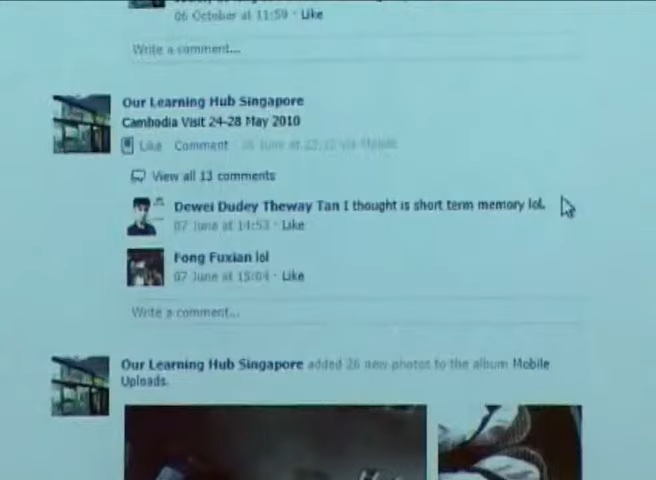 06 October at 11:59 · Like
Write a comment...
Our Learning Hub Singapore
Cambodia Visit 24-28 May 2010
Like Comment
View all 13 comments
Dewei Dudey Theway Tan I thought is short term memory lol.
07 June at 14:53 · Like
Fong Fuxian lol
07 June at 15:04 · Like
Write a comment...
Our Learning Hub Singapore added 26 new photos to the album Mobile
Uploads.